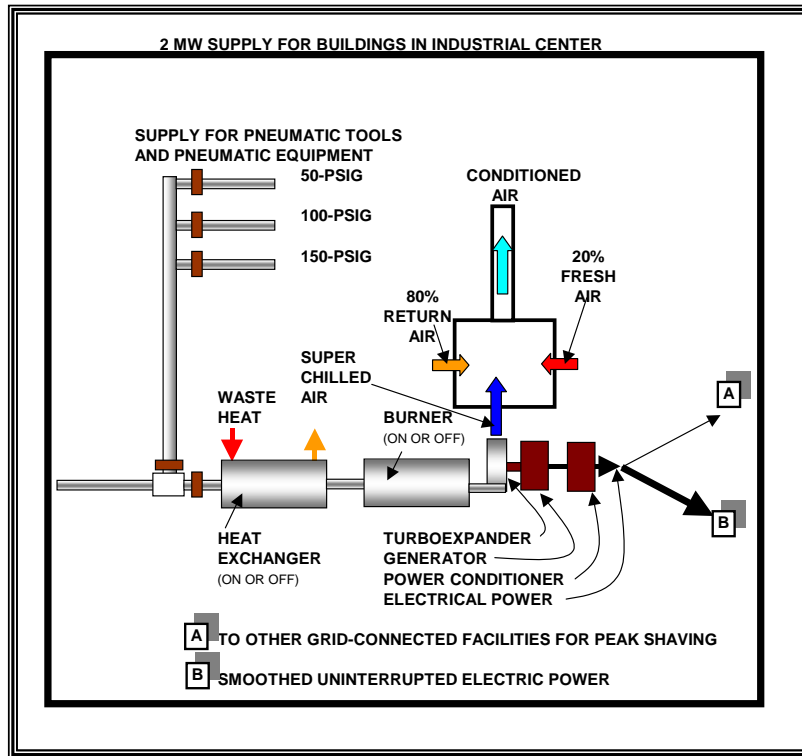 2 MW SUPPLY FOR BUILDINGS IN INDUSTRIAL CENTER
SUPPLY FOR PNEUMATIC TOOLS
AND PNEUMATIC EQUIPMENT
50-PSIG
100-PSIG
150-PSIG
CONDITIONED
AIR
20%
FRESH
AIR
80%
RETURN
AIR
SUPER
CHILLED
AIR
WASTE
HEAT
BURNER
(ON OR OFF)
HEAT
EXCHANGER
(ON OR OFF)
TURBOEXPANDER
GENERATOR
POWER CONDITIONER
ELECTRICAL POWER
A
B
A TO OTHER GRID-CONNECTED FACILITIES FOR PEAK SHAVING
B SMOOTHED UNINTERRUPTED ELECTRIC POWER